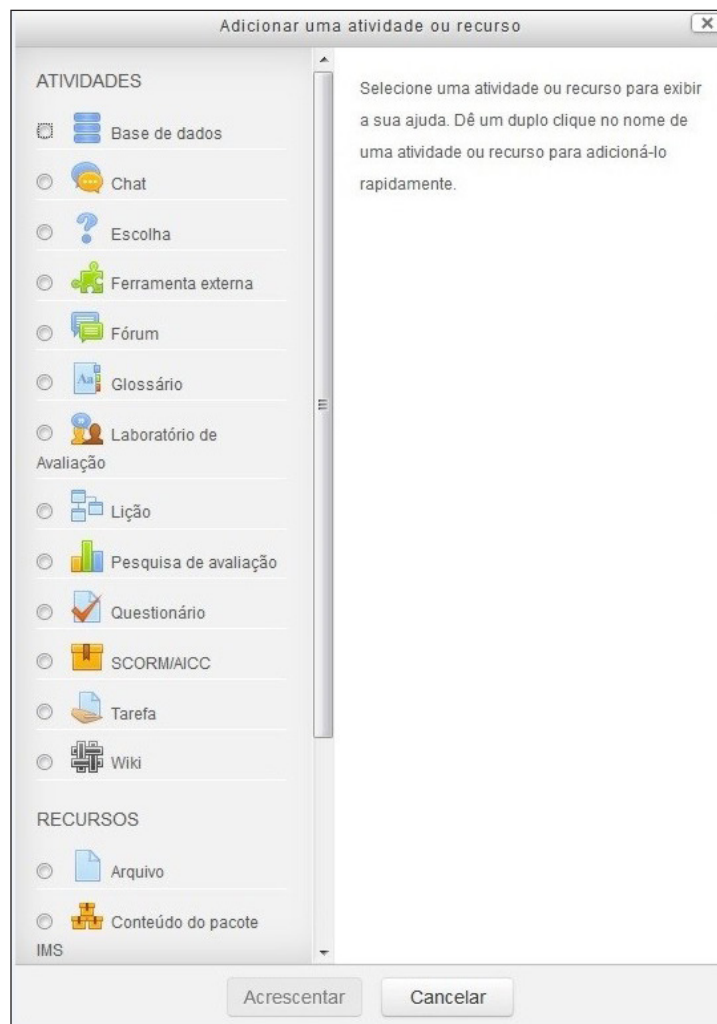 Adicionar uma atividade ou recurso
ATIVIDADES
Base de dados
Chat
Escolha
Ferramenta externa
Fórum
Aa
Glossário
Laboratório de
Avaliação
Lição
Pesquisa de avaliação
Questionário
SCORM/AICC
Tarefa
Wiki
RECURSOS
Arquivo
Conteúdo do pacote
IMS
Selecione uma atividade ou recurso para exibir
a sua ajuda. Dê um duplo clique no nome de
uma atividade ou recurso para adicioná-lo
rapidamente.
Acrescentar
Cancelar